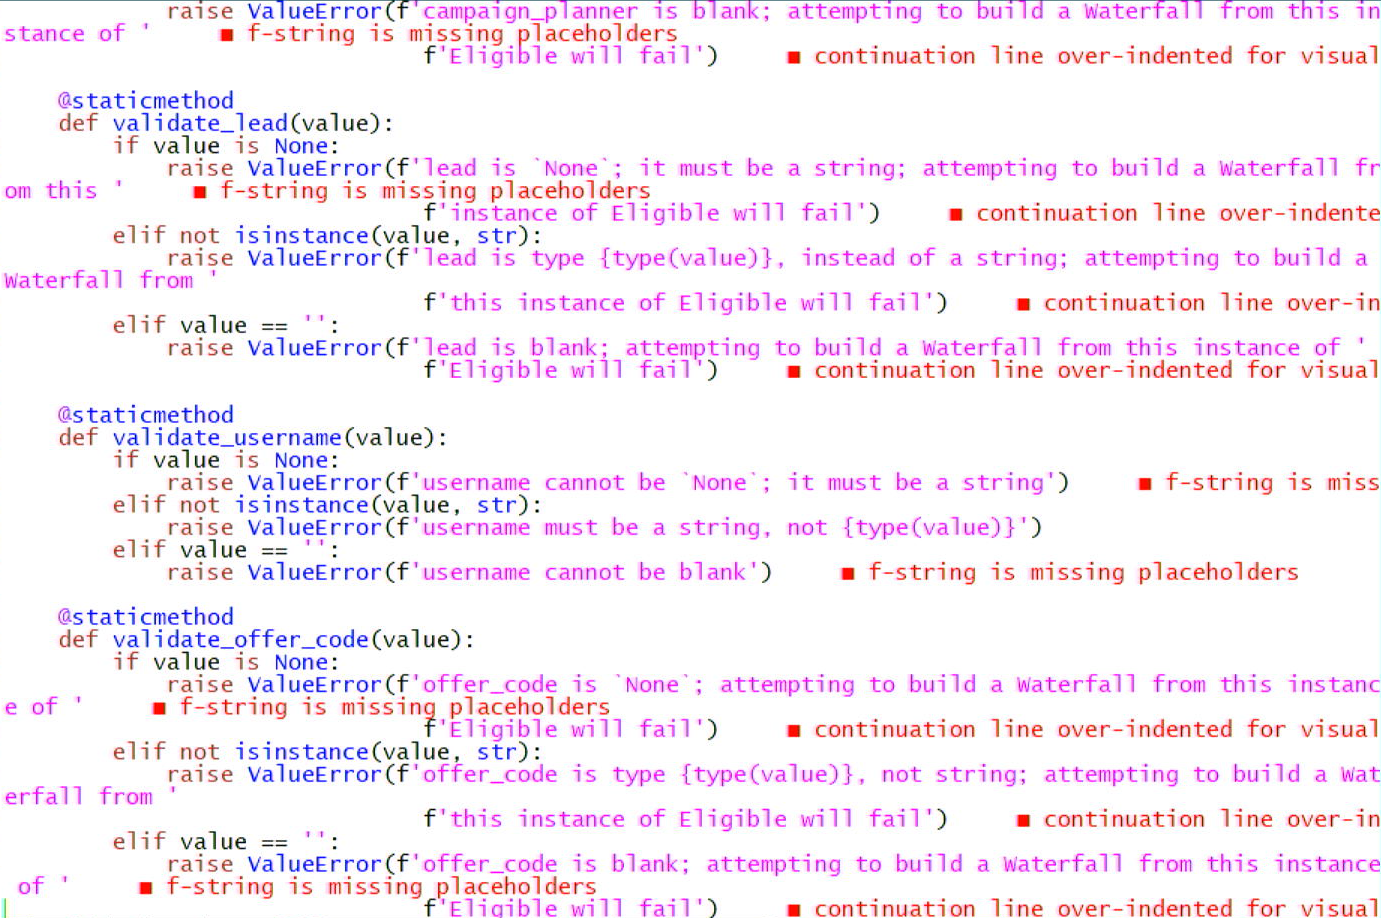 raise ValueError(f'campaign_planner is blank; attempting to build a Waterfall from this in
stance of '     ■ f-string is missing placeholders
                               f'Eligible will fail')     ■ continuation line over-indented for visual

    @staticmethod
    def validate_lead(value):
        if value is None:
            raise ValueError(f'lead is `None`; it must be a string; attempting to build a Waterfall fr
om this '     ■ f-string is missing placeholders
                               f'instance of Eligible will fail')     ■ continuation line over-indente
        elif not isinstance(value, str):
            raise ValueError(f'lead is type {type(value)}, instead of a string; attempting to build a 
Waterfall from '
                               f'this instance of Eligible will fail')     ■ continuation line over-in
        elif value == '':
            raise ValueError(f'lead is blank; attempting to build a Waterfall from this instance of '
                               f'Eligible will fail')     ■ continuation line over-indented for visual

    @staticmethod
    def validate_username(value):
        if value is None:
            raise ValueError(f'username cannot be `None`; it must be a string')     ■ f-string is miss
        elif not isinstance(value, str):
            raise ValueError(f'username must be a string, not {type(value)}')
        elif value == '':
            raise ValueError(f'username cannot be blank')     ■ f-string is missing placeholders

    @staticmethod
    def validate_offer_code(value):
        if value is None:
            raise ValueError(f'offer_code is `None`; attempting to build a Waterfall from this instanc
e of '     ■ f-string is missing placeholders
                               f'Eligible will fail')     ■ continuation line over-indented for visual
        elif not isinstance(value, str):
            raise ValueError(f'offer_code is type {type(value)}, not string; attempting to build a Wat
erfall from '
                               f'this instance of Eligible will fail')     ■ continuation line over-in
        elif value == '':
            raise ValueError(f'offer_code is blank; attempting to build a Waterfall from this instance
 of '     ■ f-string is missing placeholders
                               f'Eligible will fail')     ■ continuation line over-indented for visual